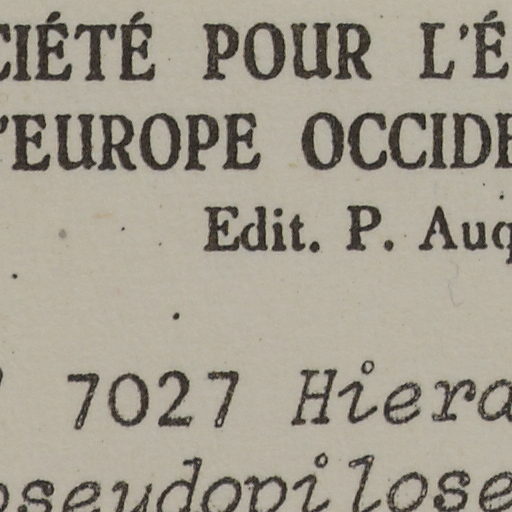 CIÉTÉ POUR L'É
'EUROPE OCCIDE
Edit. P. Auq
7027 Hiera
pseudopilose